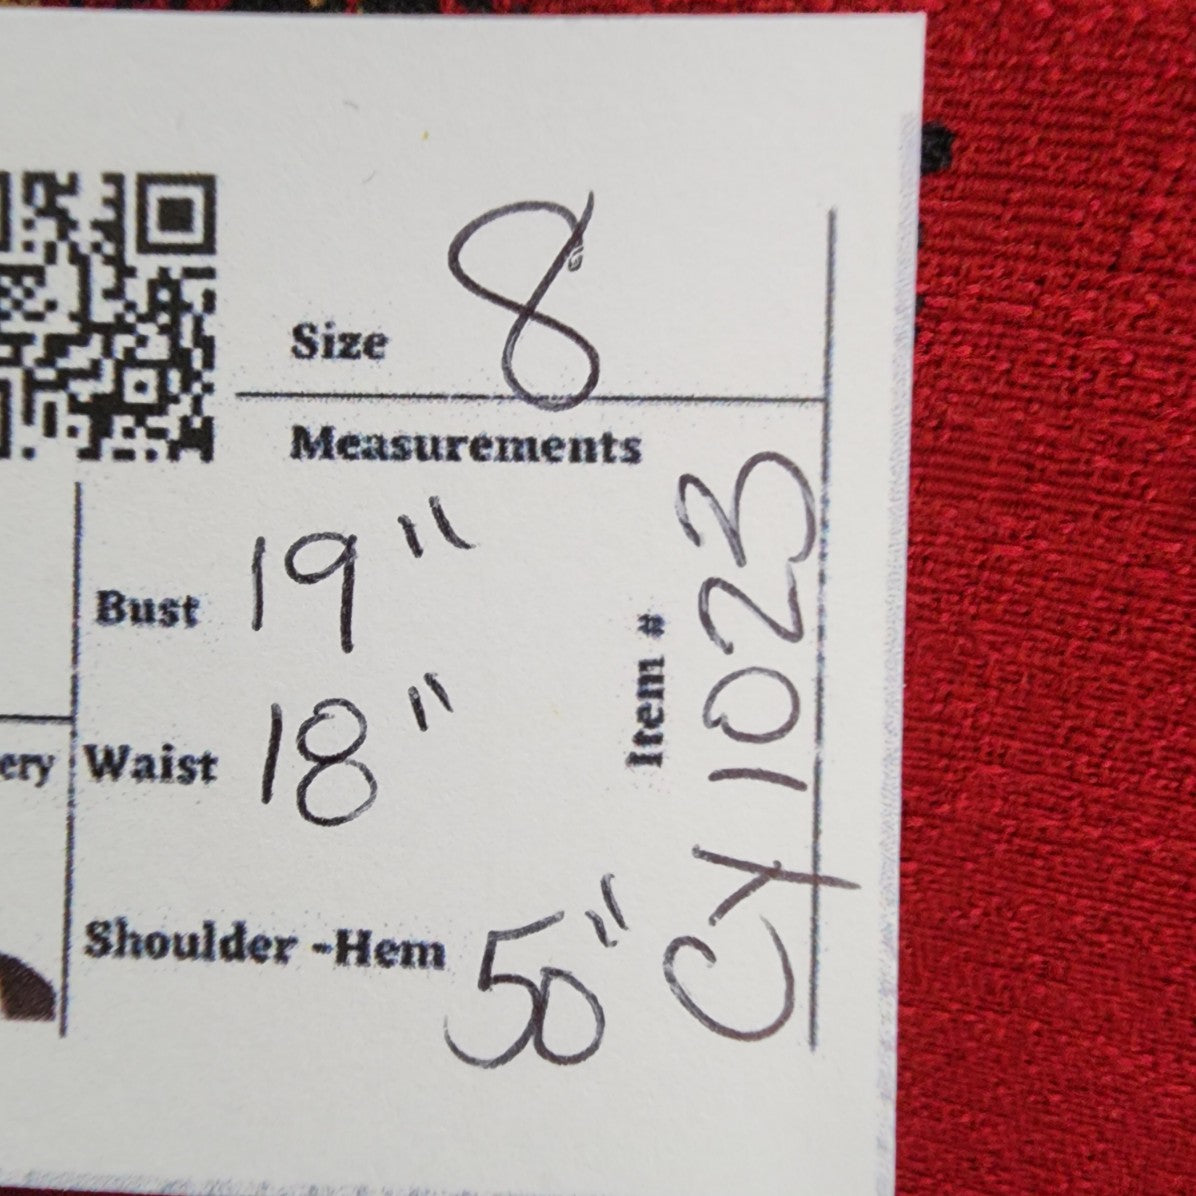 Size 8
Measurements
Bust 19"
Waist 18"
Shoulder -Hem 50"
Item # CY1023
ery